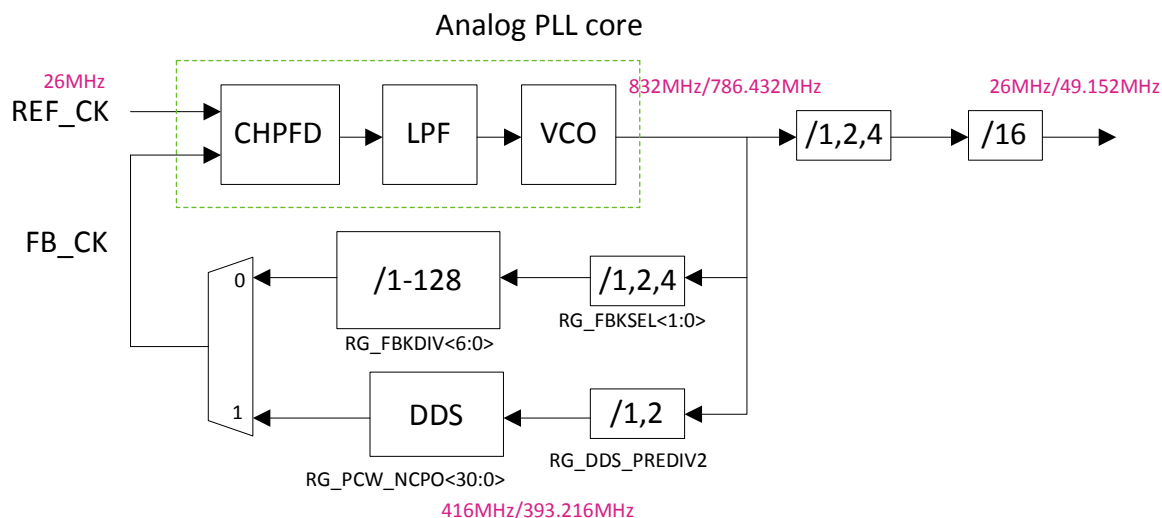 Analog PLL core
26MHz
REF_CK
CHPFD
LPF
VCO
832MHz/786.432MHz
/1,2,4
26MHz/49.152MHz
/16
FB_CK
0
/1-128
RG_FBKDIV<6:0>
/1,2,4
RG_FBKSEL<1:0>
1
DDS
RG_PCW_NCPO<30:0>
/1,2
RG_DDS_PREDIV2
416MHz/393.216MHz